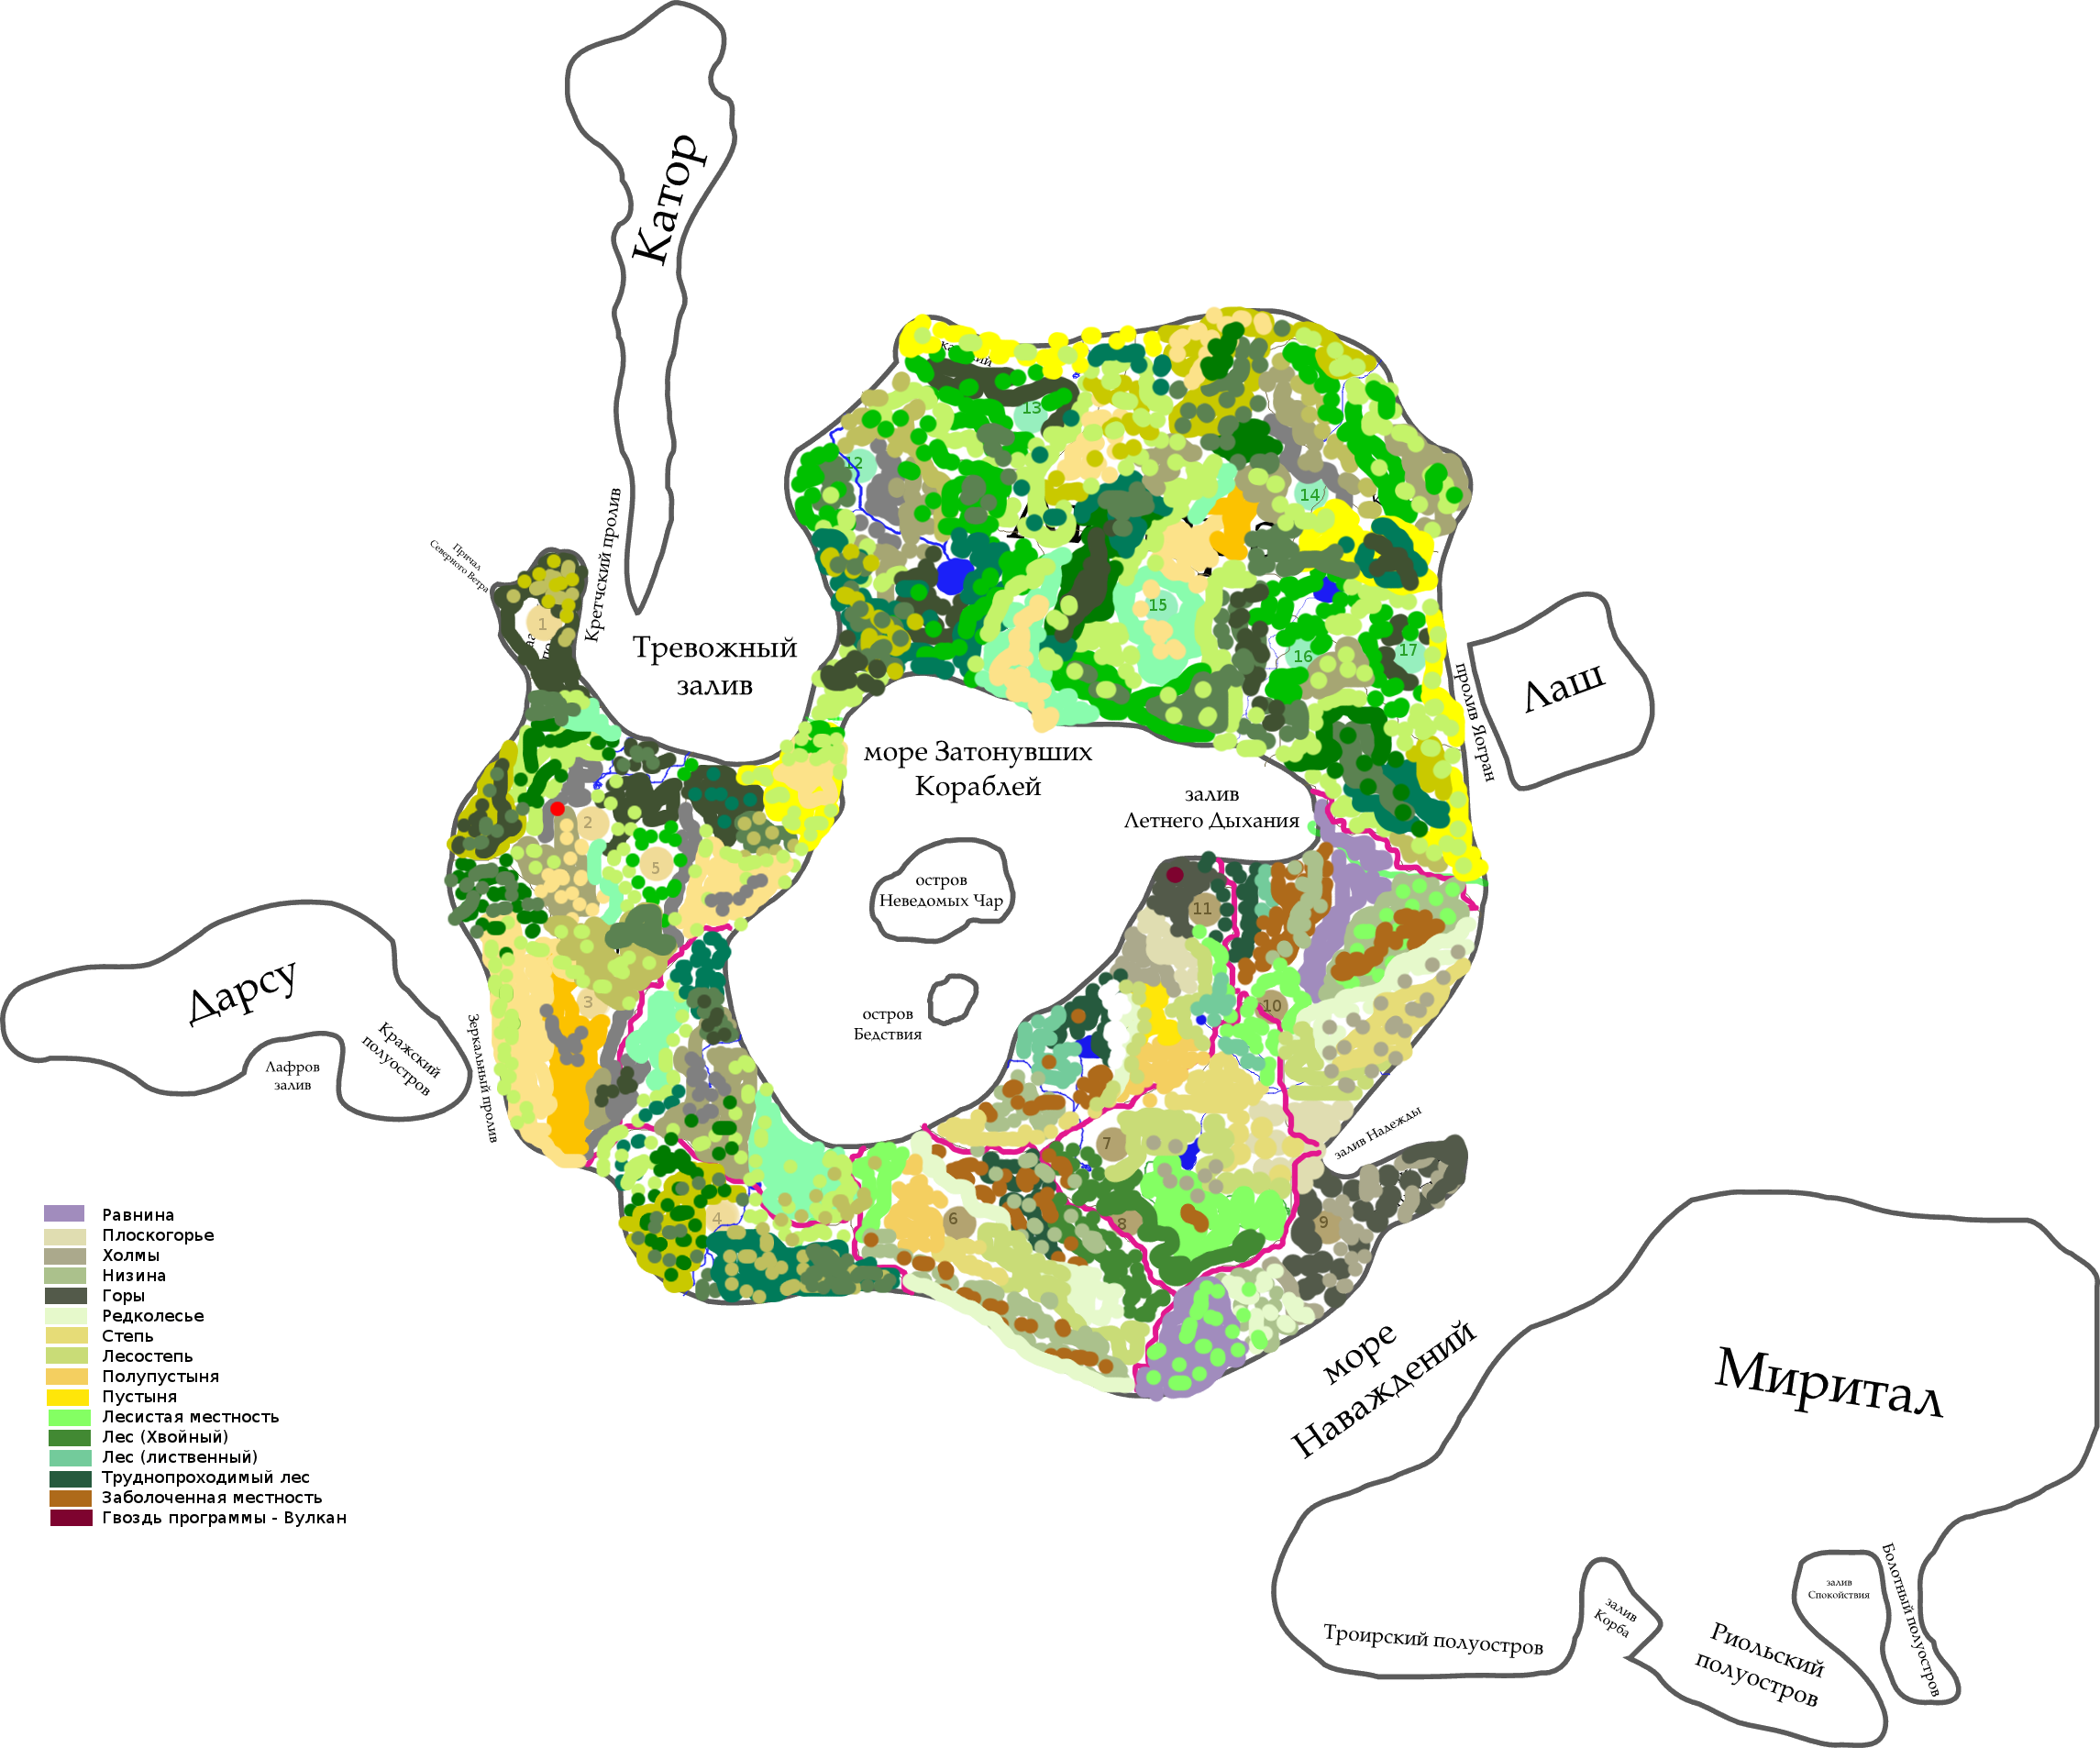 Катор
Кретчский пролив
Причал
Северного Ветра
Тревожный
залив
море Затонувших
Кораблей
залив
Летнего Дыхания
остров
Неведомых Чар
остров
Бедствия
Лаш
пролив Яогран
Дарсу
Кражский
полуостров
Лафров
залив
Зеркальный пролив
залив Надежды
море
Наваждений
Миритал
Троирский полуостров
залив
Корба
Риольский
полуостров
залив
Спокойствия
Болотный полуостров
1
2
3
4
5
6
7
8
9
10
11
12
13
14
15
16
17
Равнина
Плоскогорье
Холмы
Низина
Горы
Редколесье
Степь
Лесостепь
Полупустыня
Пустыня
Лесистая местность
Лес (Хвойный)
Лес (лиственный)
Труднопроходимый лес
Заболоченная местность
Гвоздь программы - Вулкан